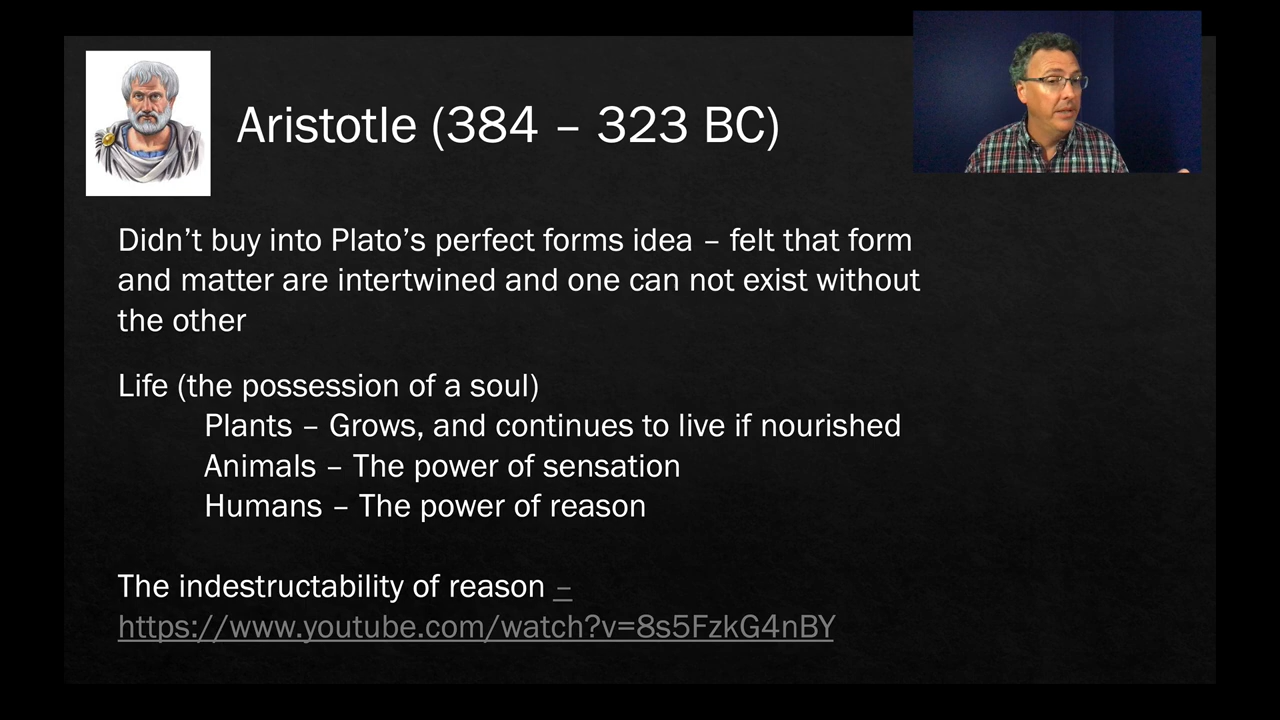 Aristotle (384 – 323 BC)
Didn’t buy into Plato’s perfect forms idea – felt that form
and matter are intertwined and one can not exist without
the other
Life (the possession of a soul)
Plants – Grows, and continues to live if nourished
Animals – The power of sensation
Humans – The power of reason
The indestructability of reason –
https://www.youtube.com/watch?v=8s5FzkG4nBY